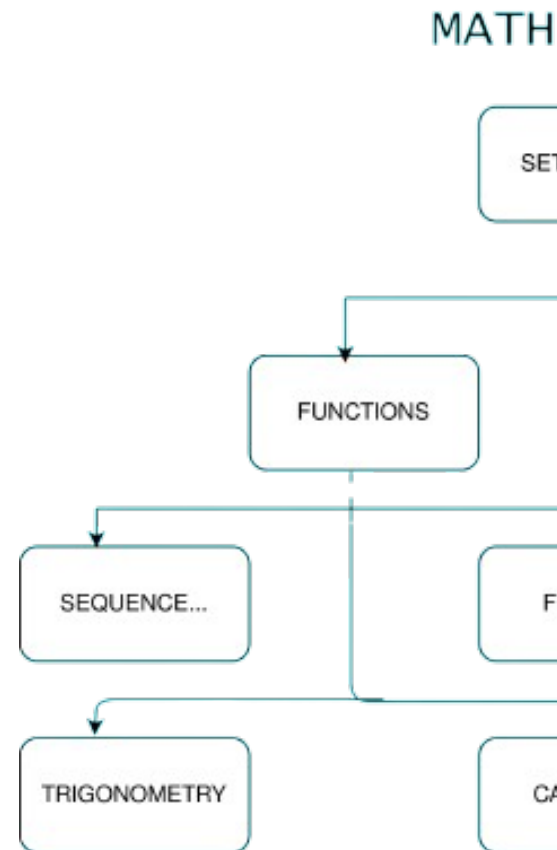 MATH
SET
FUNCTIONS
SEQUENCE...
F
TRIGONOMETRY
CA